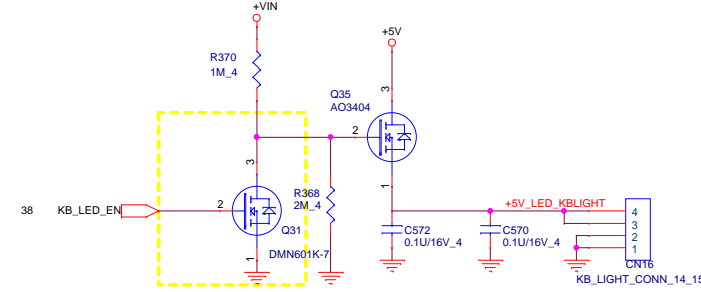 +VIN
+5V
R370
1M_4
Q35
AO3404
3
2
3
1
38 KB_LED_EN
2
R368
2M_4
Q31
+5V_LED_KBLIGHT
C572
0.1U/16V_4
C570
0.1U/16V_4
4
3
2
1
1
DMN601K-7
CN16
KB_LIGHT_CONN_14_15